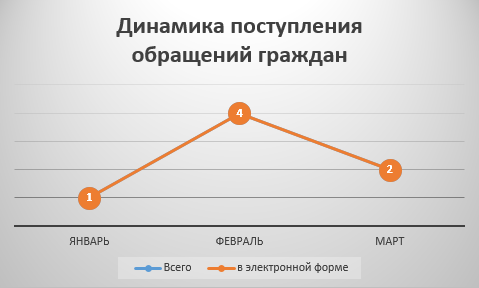 Динамика поступления
обращений граждан
4
2
1
ЯНВАРЬ ФЕВРАЛЬ МАРТ
Всего в электронной форме